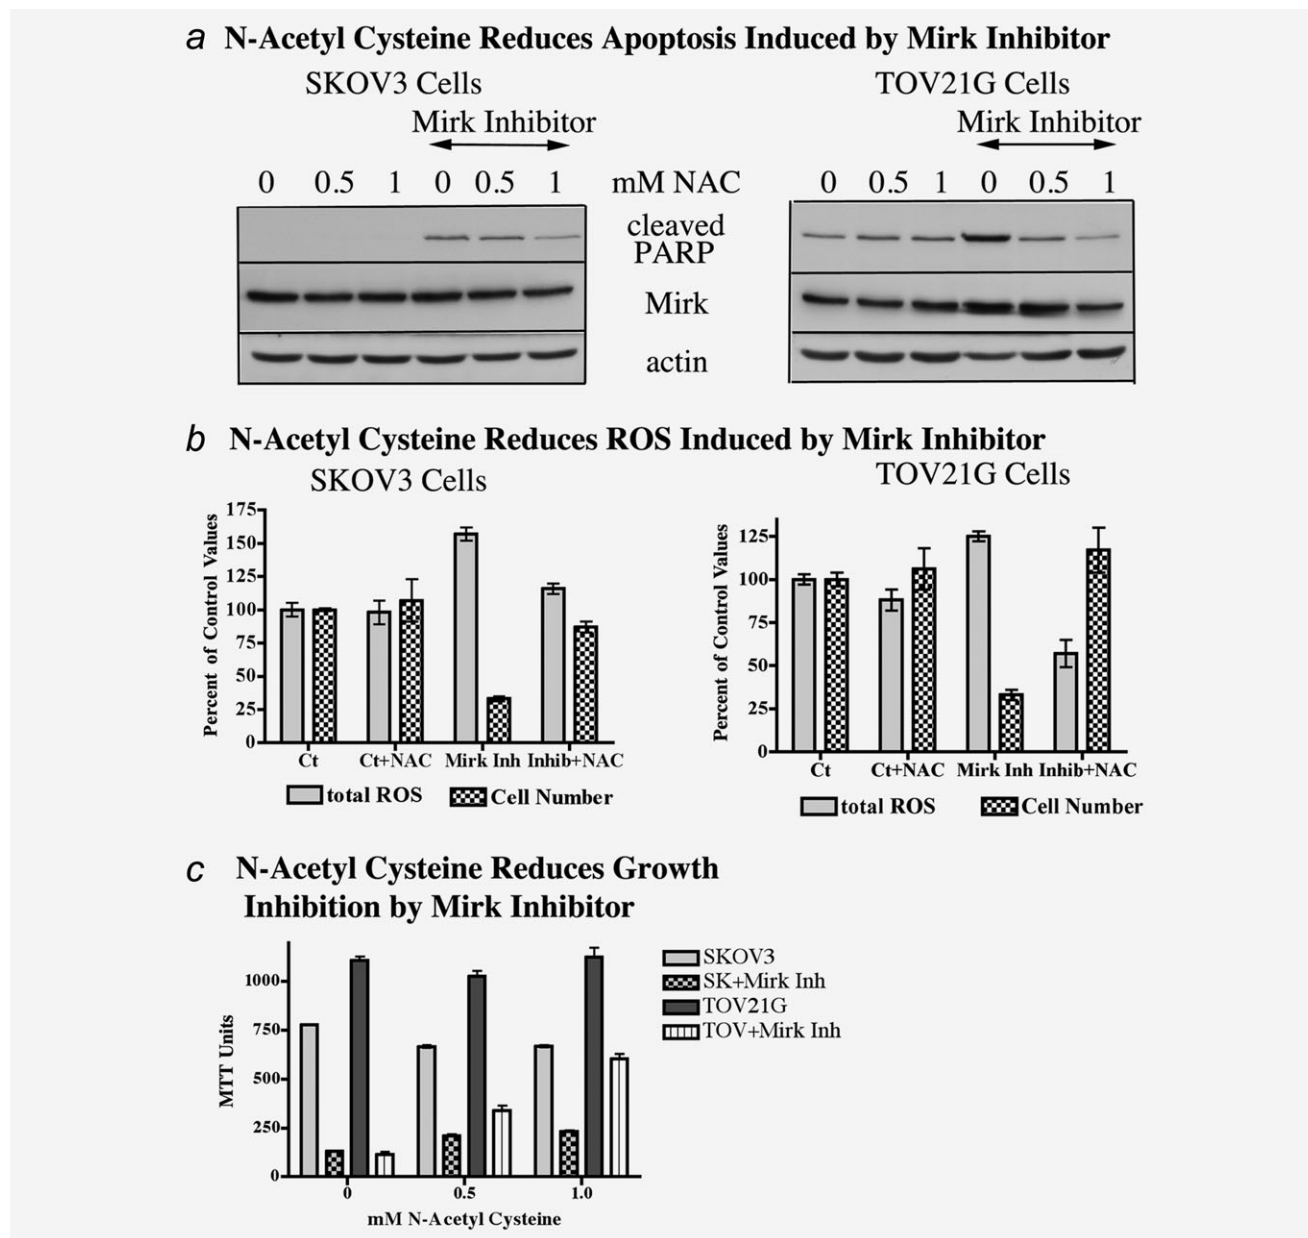 a N-Acetyl Cysteine Reduces Apoptosis Induced by Mirk Inhibitor
SKOV3 Cells
TOV21G Cells
Mirk Inhibitor
Mirk Inhibitor
0 0.5 1 0 0.5 1 mM NAC 0 0.5 1 0 0.5 1
cleaved
PARP
Mirk
actin
b N-Acetyl Cysteine Reduces ROS Induced by Mirk Inhibitor
SKOV3 Cells
Percent of Control Values
175
150
125
100
75
50
25
0
Ct Ct+NAC Mirk Inh Inhib+NAC
total ROS Cell Number
TOV21G Cells
Percent of Control Values
125
100
75
50
25
0
Ct Ct+NAC Mirk Inh Inhib+NAC
total ROS Cell Number
c N-Acetyl Cysteine Reduces Growth
Inhibition by Mirk Inhibitor
MTT Units
1000
750
500
250
0
0 0.5 1.0
mM N-Acetyl Cysteine
SKOV3
SK+Mirk Inh
TOV21G
TOV+Mirk Inh